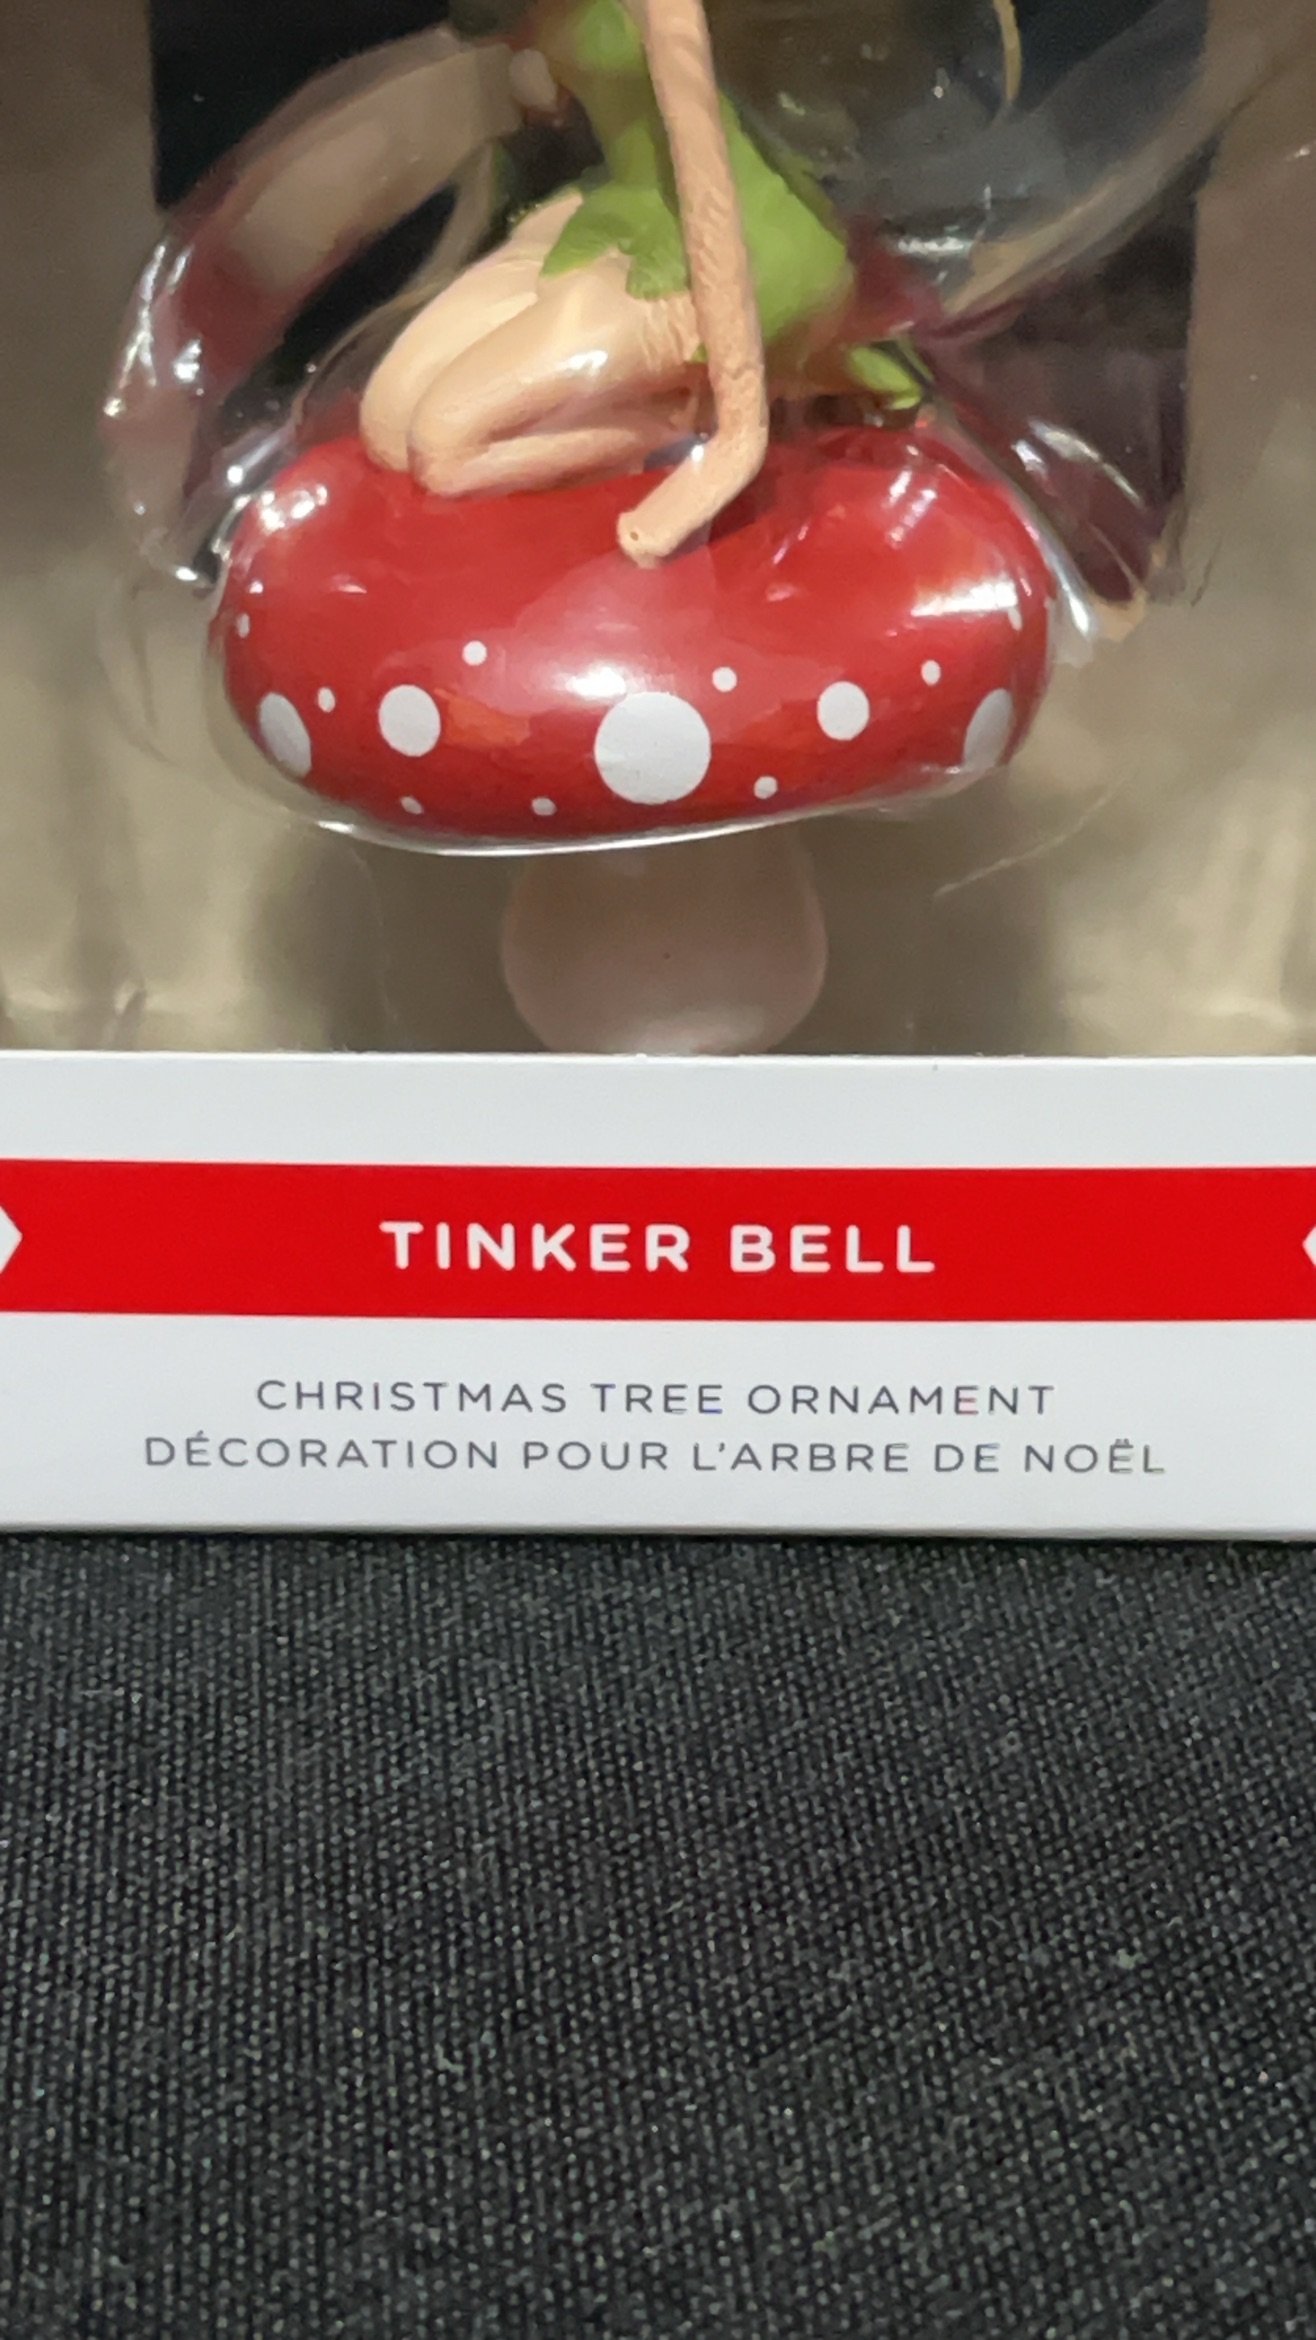 TINKER BELL
CHRISTMAS TREE ORNAMENT
DÉCORATION POUR L'ARBRE DE NOËL